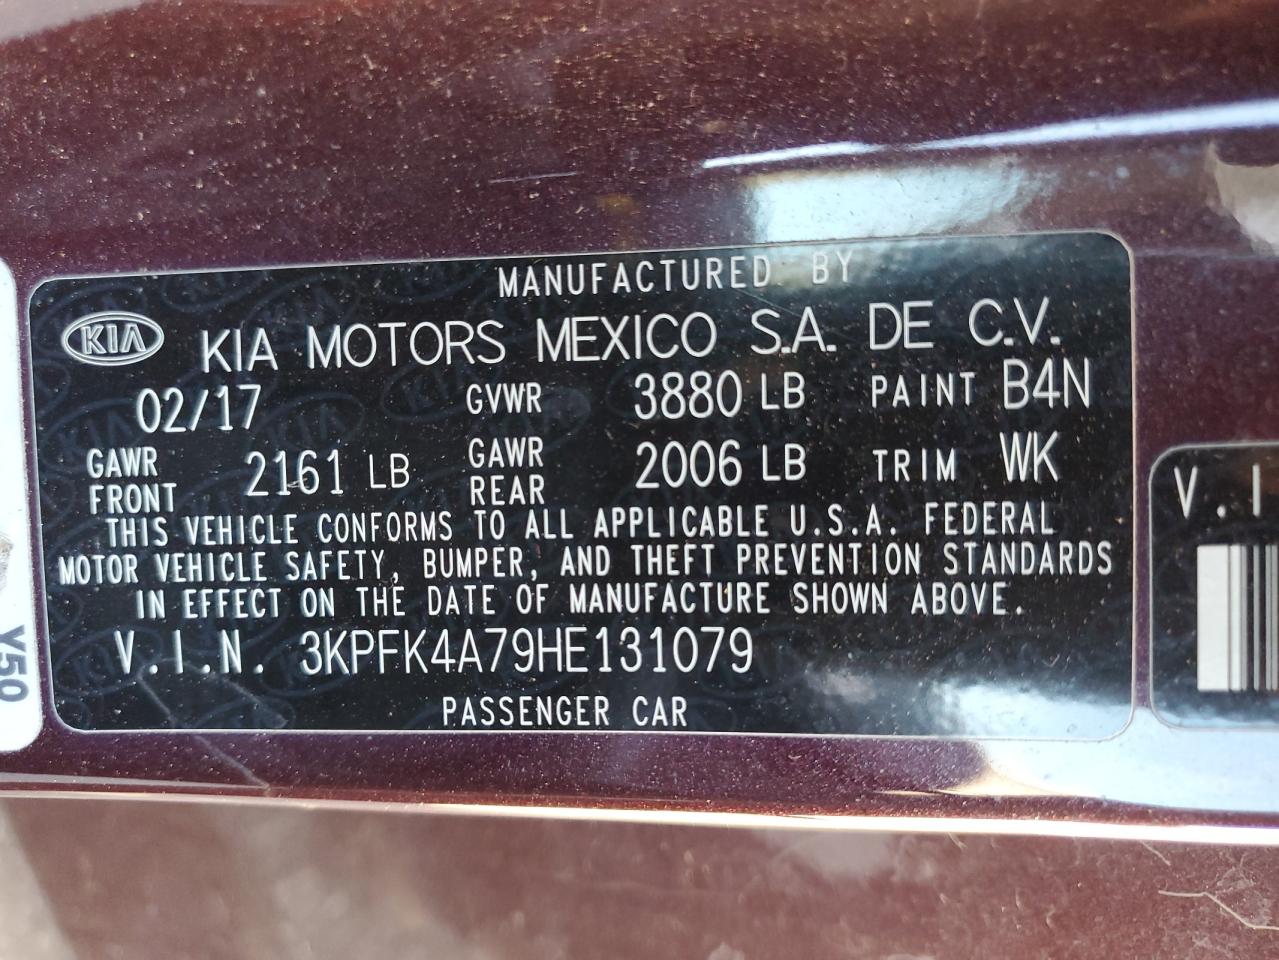 MANUFACTURED BY
KIA KIA MOTORS MEXICO S.A. DE C.V.
02/17 GVWR 3880 LB PAINT B4N
GAWR FRONT 2161 LB GAWR REAR 2006 LB TRIM WK
THIS VEHICLE CONFORMS TO ALL APPLICABLE U.S.A. FEDERAL
MOTOR VEHICLE SAFETY, BUMPER, AND THEFT PREVENTION STANDARDS
IN EFFECT ON THE DATE OF MANUFACTURE SHOWN ABOVE.
V.I.N. 3KPFK4A79HE131079
PASSENGER CAR
V.I
Y50